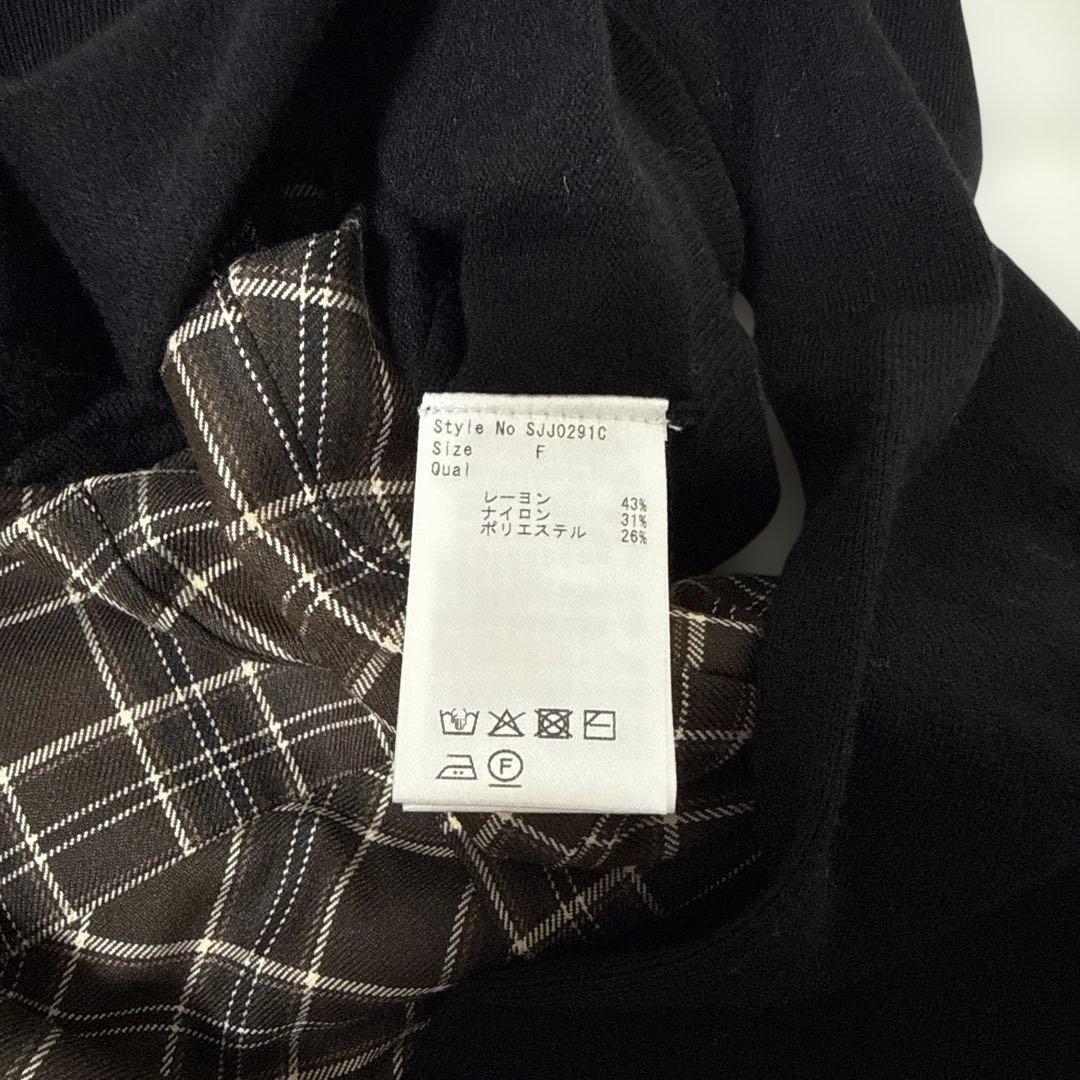 Style No SJJ0291C
Size F
Qual
レーヨン 43%
ナイロン 31%
ポリエステル 26%
F